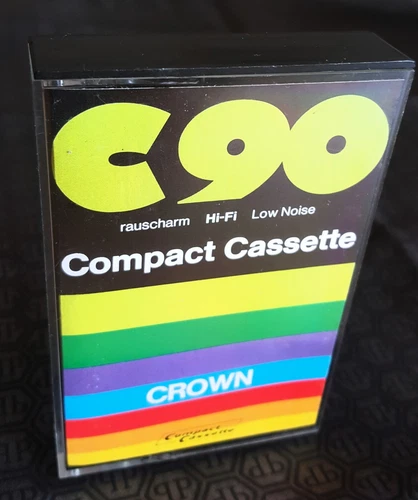 C90
rauscharm Hi-Fi Low Noise
Compact Cassette
CROWN
Compact
Cassette